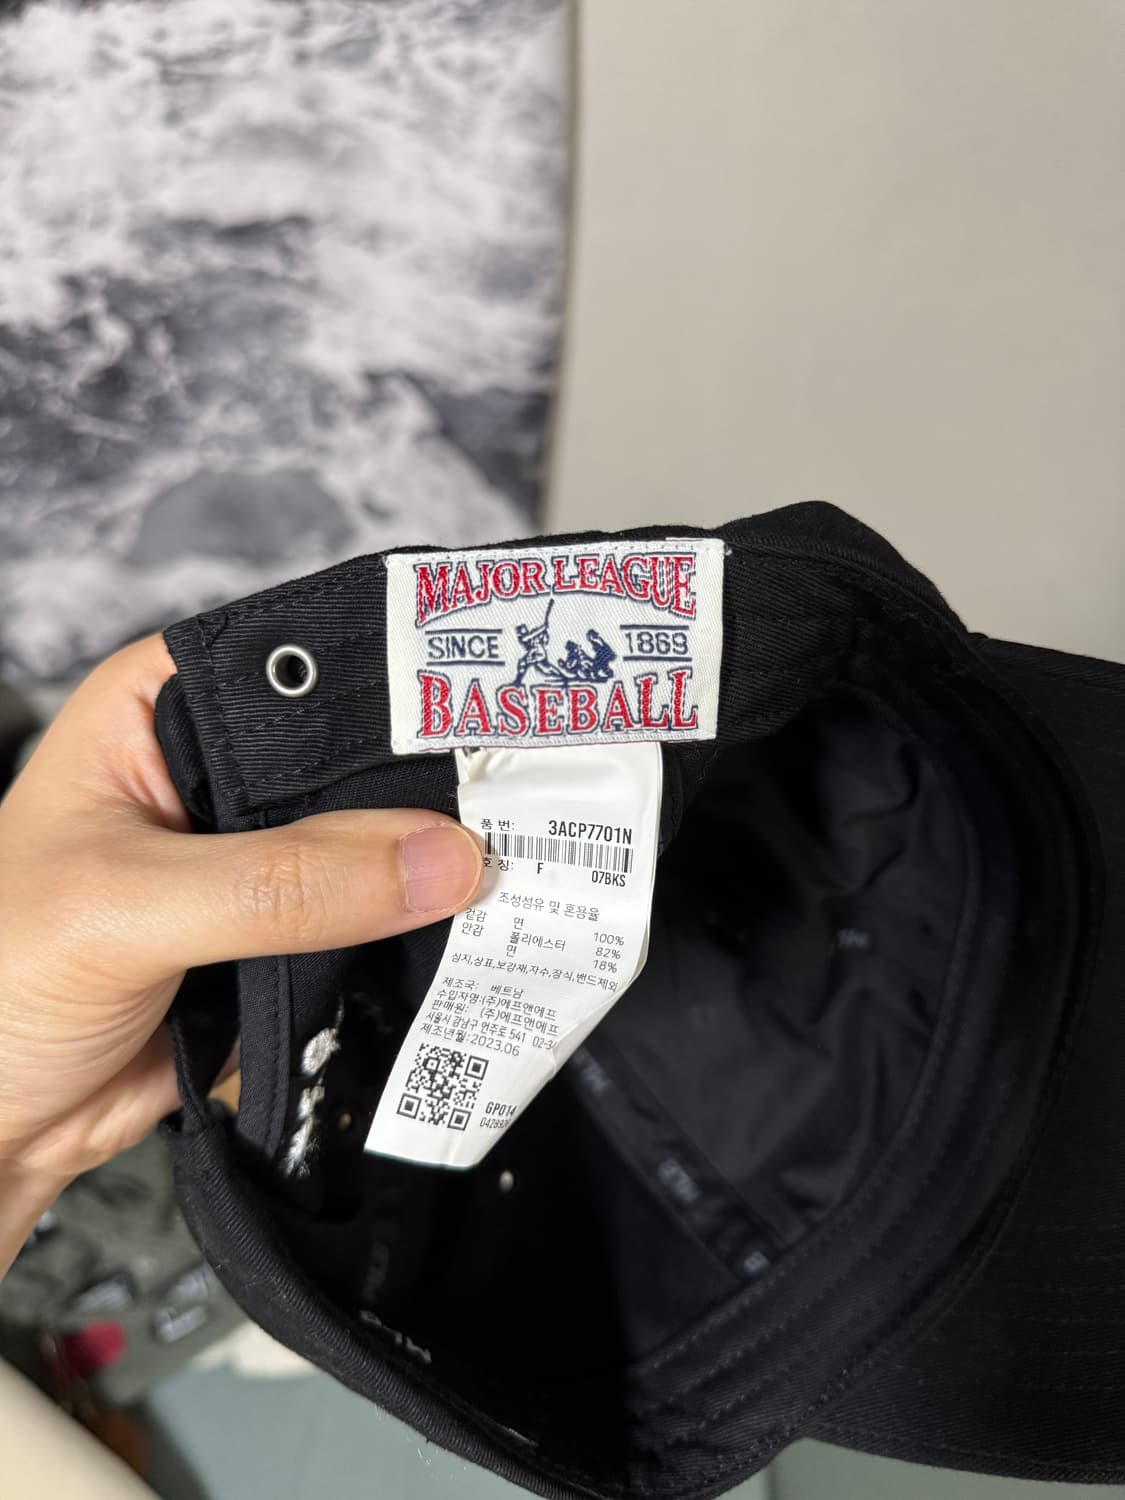 MAJOR LEAGUE
SINCE 1869
BASEBALL
품 번: 3ACP7701N
호 칭: F 07BKS
조성섬유 및 혼용율
겉감 면 100%
안감 폴리에스터 82%
면 18%
심지,상표,보강재,자수,장식,밴드제외
제조국: 베트남
수입자명:(주)에프앤에프
판매원: (주)에프앤에프
서울시 강남구 언주로 541 02-3
제조년월:2023.06
GP014